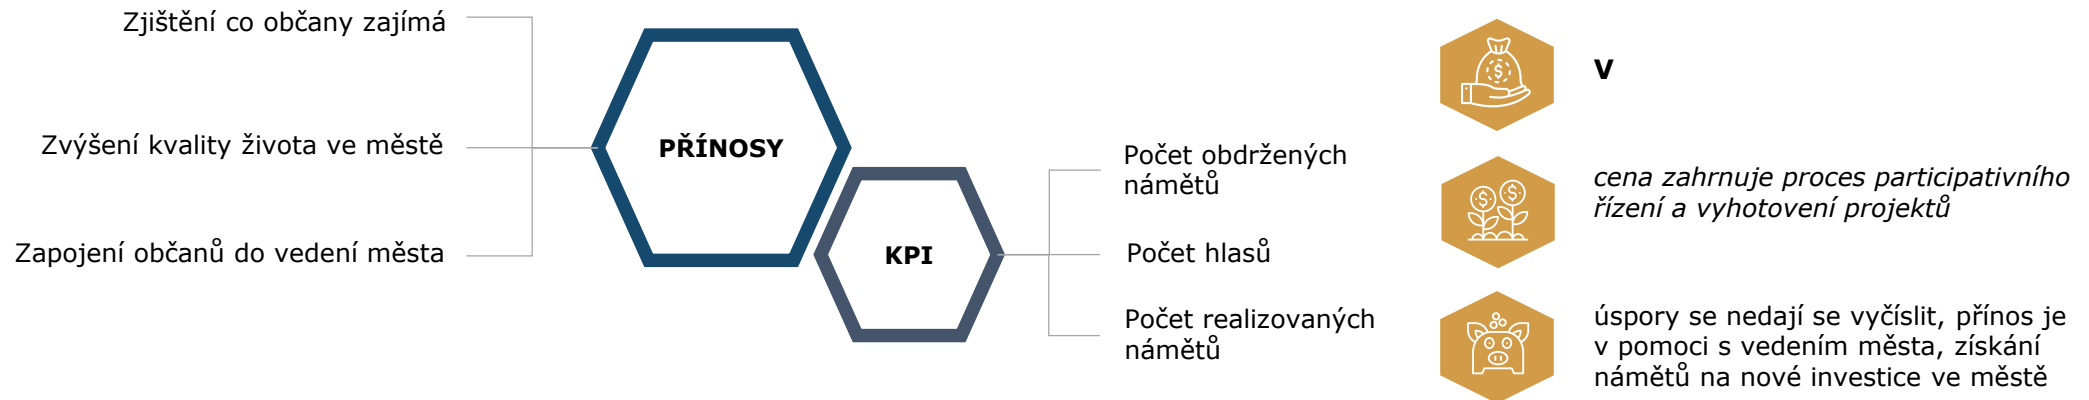 Zjištění co občany zajímá
Zvýšení kvality života ve městě
Zapojení občanů do vedení města
PŘÍNOSY
KPI
Počet obdržených
námětů
Počet hlasů
Počet realizovaných
námětů
V
cena zahrnuje proces participativního
řízení a vyhotovení projektů
úspory se nedají se vyčíslit, přínos je
v pomoci s vedením města, získání
námětů na nové investice ve městě